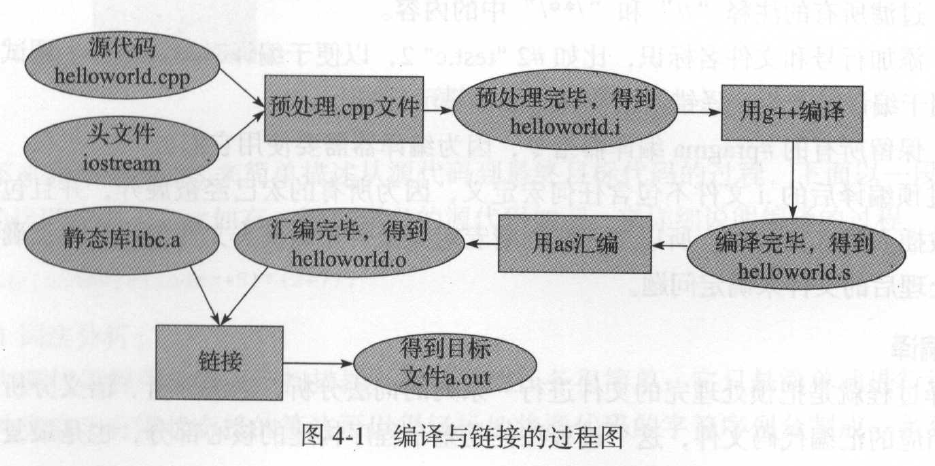 源代码
helloworld.cpp
头文件
iostream
预处理.cpp文件
预处理完毕，得到
helloworld.i
用g++编译
编译完毕，得到
helloworld.s
用as汇编
汇编完毕，得到
helloworld.o
静态库libc.a
链接
得到目标
文件a.out
图 4-1 编译与链接的过程图